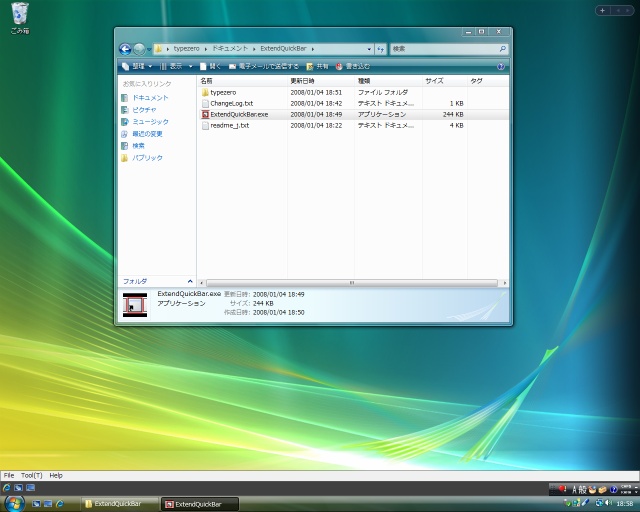 ごみ箱
typezero ドキュメント ExtendQuickBar 検索
整理 表示 開く 電子メールで送信する 共有 書き込む
お気に入りリンク
ドキュメント
ピクチャ
ミュージック
最近の変更
検索
パブリック
フォルダ
名前 更新日時 種類 サイズ タグ
typezero 2008/01/04 18:51 ファイル フォルダ
ChangeLog.txt 2008/01/04 18:42 テキスト ドキュメ... 1 KB
ExtendQuickBar.exe 2008/01/04 18:49 アプリケーション 244 KB
readme_j.txt 2008/01/04 18:22 テキスト ドキュメ... 4 KB
ExtendQuickBar.exe 更新日時: 2008/01/04 18:49
アプリケーション サイズ: 244 KB
作成日時: 2008/01/04 18:50
File Tool(T) Help
A 般
ExtendQuickBar ExtendQuickBar 18:58